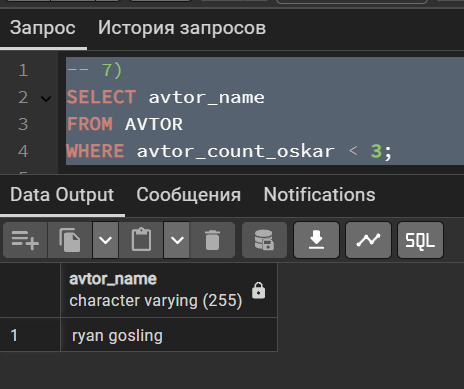 Запрос История запросов
1 -- 7)
2 SELECT avtor_name
3 FROM AVTOR
4 WHERE avtor_count_oskar < 3;
Data Output Сообщения Notifications
SQL
avtor_name
character varying (255)
1 ryan gosling